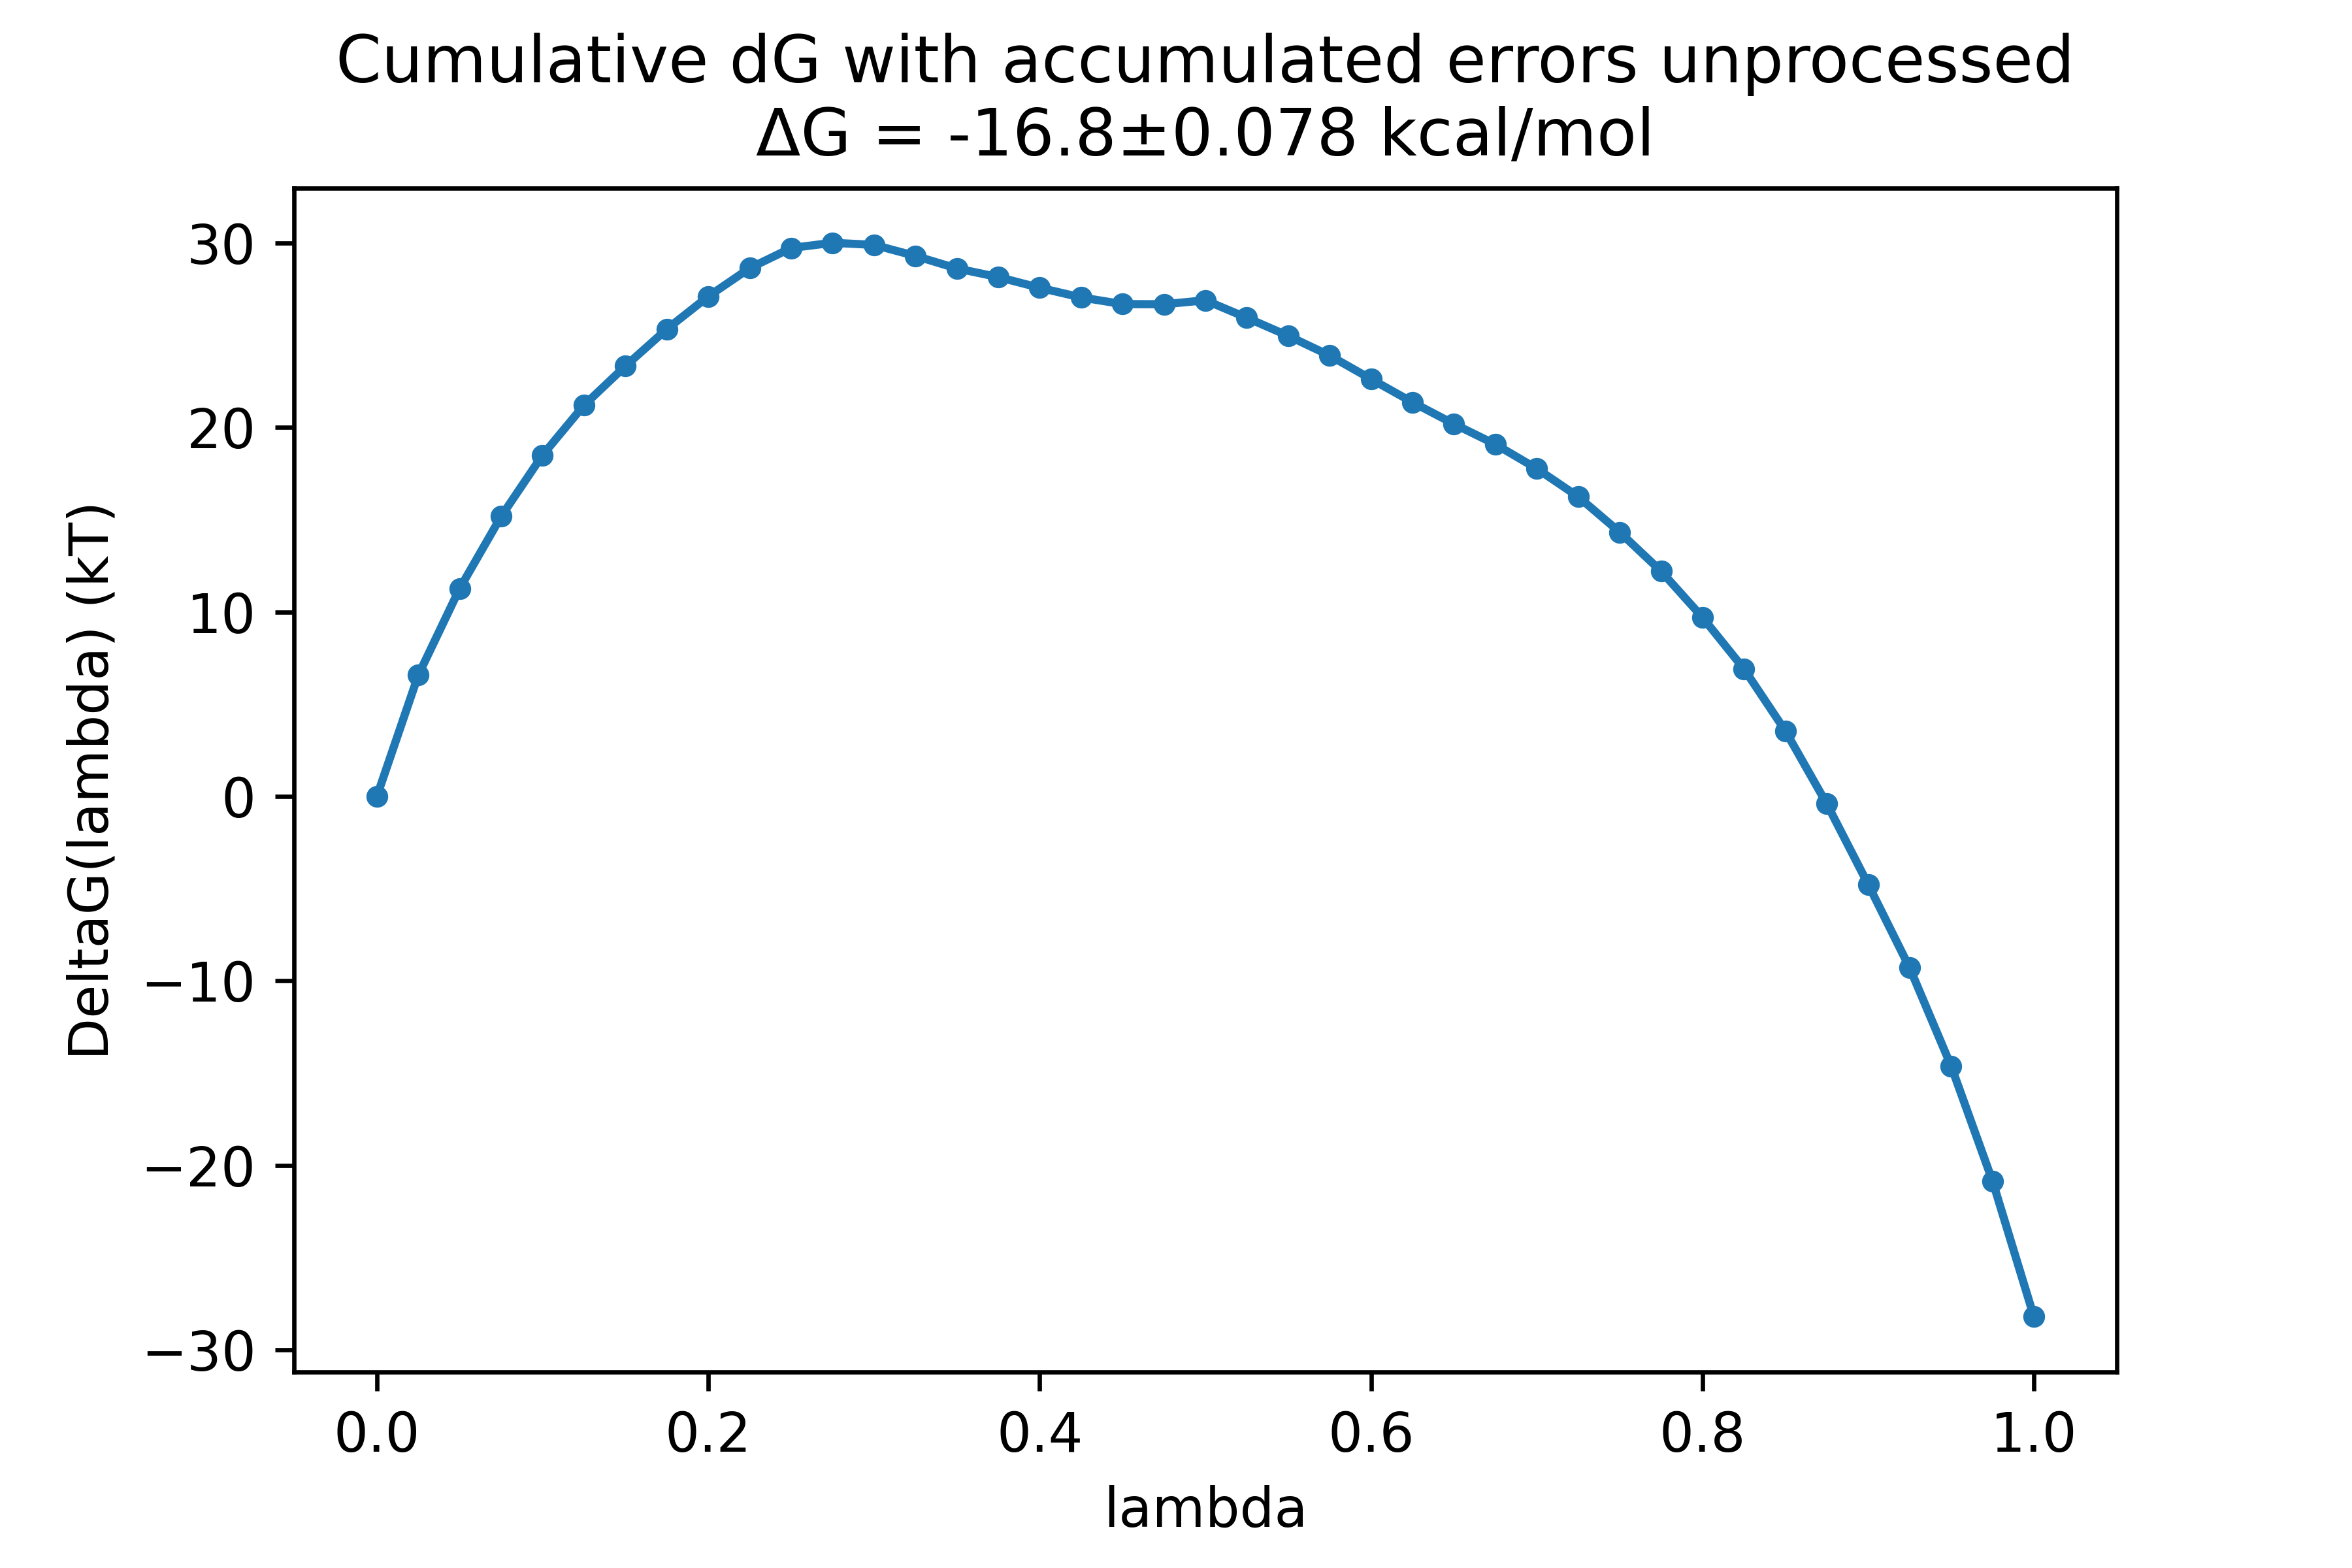 Cumulative dG with accumulated errors unprocessed
ΔG = -16.8±0.078 kcal/mol
DeltaG(lambda) (kT)
30
20
10
0
−10
−20
−30
0.0 0.2 0.4 0.6 0.8 1.0
lambda